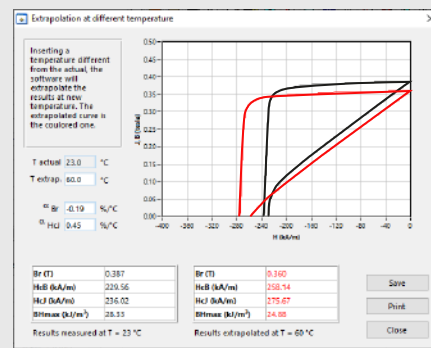 Extrapolation at different temperature
Inserting a
temperature different
from the actual, the
software will
extrapolate the
results at new
temperature. The
extrapolated curve is
the coulored one.
T actual 23.0 °C
T extrap. 60.0 °C
α Br -0.19 %/°C
α HcJ 0.45 %/°C
J, B (tesla)
0.50
0.45
0.40
0.35
0.30
0.25
0.20
0.15
0.10
0.05
0.00
-400 -360 -320 -280 -240 -200 -160 -120 -80 -40 0
H (kA/m)
Br (T) 0.387
HcB (kA/m) 229.56
HcJ (kA/m) 236.02
BHmax (kJ/m³) 28.33
Results measured at T = 23 °C
Br (T) 0.360
HcB (kA/m) 258.14
HcJ (kA/m) 275.67
BHmax (kJ/m³) 24.88
Results extrapolated at T = 60 °C
Save
Print
Close